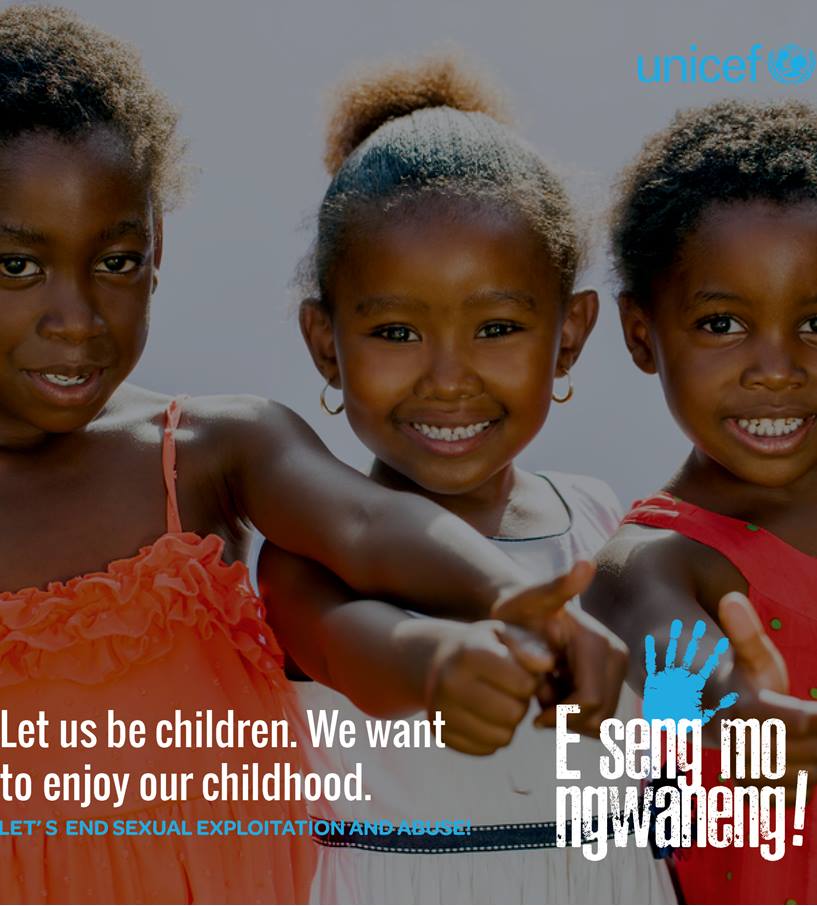 unicef
Let us be children. We want
to enjoy our childhood.
LET'S END SEXUAL EXPLOITATION AND ABUSE!
E seng mo
ngwaneng!